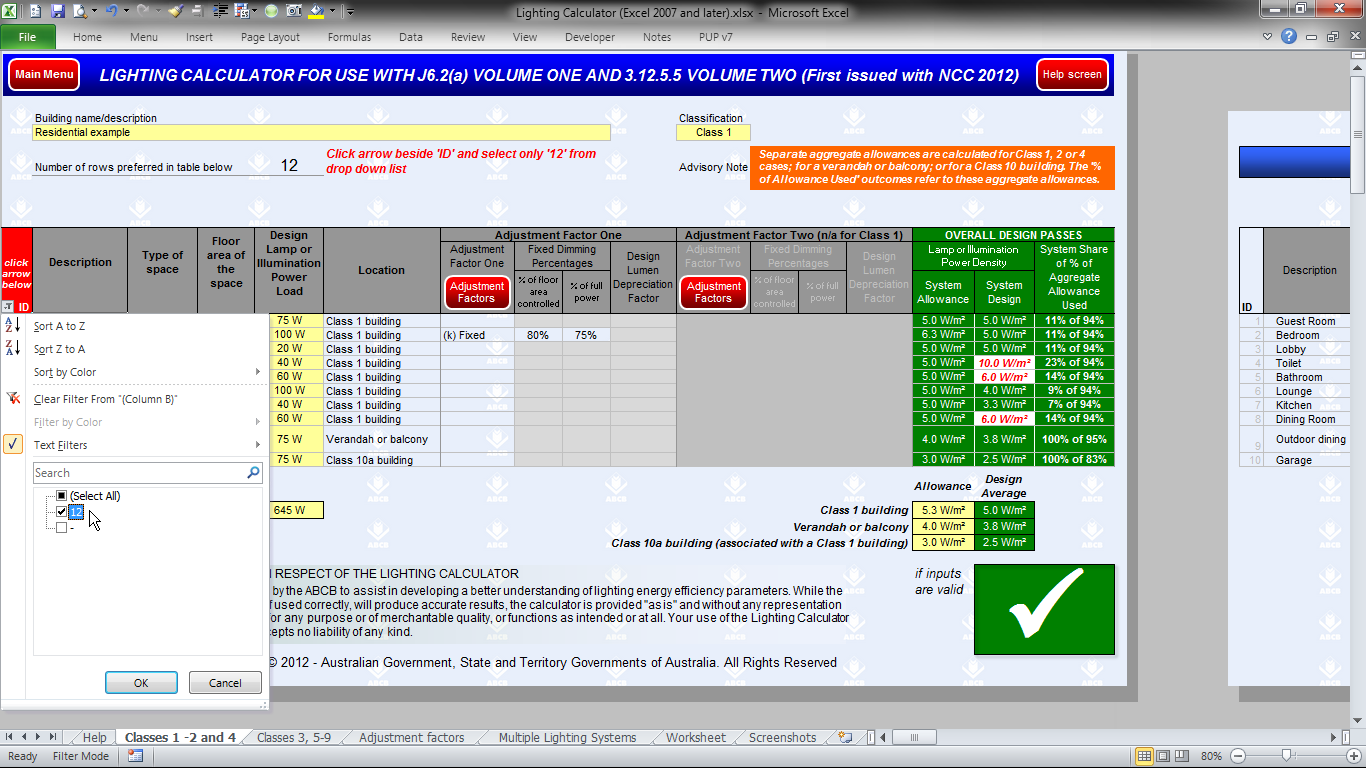 Lighting Calculator (Excel 2007 and later).xlsx - Microsoft Excel
File Home Menu Insert Page Layout Formulas Data Review View Developer Notes PUP v7
Main Menu
LIGHTING CALCULATOR FOR USE WITH J6.2(a) VOLUME ONE AND 3.12.5.5 VOLUME TWO (First issued with NCC 2012)
Help screen
Building name/description
Classification
Residential example
Class 1
Number of rows preferred in table below
12
Click arrow beside 'ID' and select only '12' from
drop down list
Advisory Note
Separate aggregate allowances are calculated for Class 1, 2 or 4
cases; for a verandah or balcony; or for a Class 10 building. The '%
of Allowance Used' outcomes refer to these aggregate allowances.
click
arrow
below
ID
Description
Type of
space
Floor
area of
the
space
Design
Lamp or
Illumination
Power
Load
Location
Adjustment Factor One
Adjustment
Factor One
Adjustment
Factors
Fixed Dimming
Percentages
% of floor
area
controlled
% of full
power
Design
Lumen
Depreciation
Factor
Adjustment Factor Two (n/a for Class 1)
Adjustment
Factor Two
Adjustment
Factors
Fixed Dimming
Percentages
% of floor
area
controlled
% of full
power
Design
Lumen
Depreciation
Factor
OVERALL DESIGN PASSES
Lamp or Illumination
Power Density
System
Allowance
System
Design
System Share
of % of
Aggregate
Allowance
Used
ID
Description
75 W Class 1 building 5.0 W/m² 5.0 W/m² 11% of 94% 1 Guest Room
100 W Class 1 building (k) Fixed 80% 75% 6.3 W/m² 5.0 W/m² 11% of 94% 2 Bedroom
20 W Class 1 building 5.0 W/m² 5.0 W/m² 11% of 94% 3 Lobby
40 W Class 1 building 5.0 W/m² 10.0 W/m² 23% of 94% 4 Toilet
60 W Class 1 building 5.0 W/m² 6.0 W/m² 14% of 94% 5 Bathroom
100 W Class 1 building 5.0 W/m² 4.0 W/m² 9% of 94% 6 Lounge
40 W Class 1 building 5.0 W/m² 3.3 W/m² 7% of 94% 7 Kitchen
60 W Class 1 building 5.0 W/m² 6.0 W/m² 14% of 94% 8 Dining Room
75 W Verandah or balcony 4.0 W/m² 3.8 W/m² 100% of 95% 9 Outdoor dining
75 W Class 10a building 3.0 W/m² 2.5 W/m² 100% of 83% 10 Garage
Sort A to Z
Sort Z to A
Sort by Color
Clear Filter From "(Column B)"
Filter by Color
Text Filters
Search
(Select All)
12
-
OK Cancel
Allowance
Design
Average
645 W
Class 1 building 5.3 W/m² 5.0 W/m²
Verandah or balcony 4.0 W/m² 3.8 W/m²
Class 10a building (associated with a Class 1 building) 3.0 W/m² 2.5 W/m²
RESPECT OF THE LIGHTING CALCULATOR
by the ABCB to assist in developing a better understanding of lighting energy efficiency parameters. While the
used correctly, will produce accurate results, the calculator is provided "as is" and without any representation
or any purpose or of merchantable quality, or functions as intended or at all. Your use of the Lighting Calculator
cepts no liability of any kind.
© 2012 - Australian Government, State and Territory Governments of Australia. All Rights Reserved
if inputs
are valid
Help Classes 1 -2 and 4 Classes 3, 5-9 Adjustment factors Multiple Lighting Systems Worksheet Screenshots
Ready Filter Mode 80%